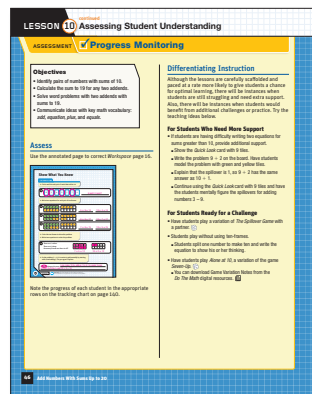 continued
LESSON 10 Assessing Student Understanding
ASSESSMENT Progress Monitoring
Objectives
• Identify pairs of numbers with sums of 10.
• Calculate the sum to 19 for any two addends.
• Solve word problems with two addends with
sums to 19.
• Communicate ideas with key math vocabulary:
add, equation, plus, and equals.
Assess
Use the annotated page to correct Workspace page 16.
Show What You Know
Note the progress of each student in the appropriate
rows on the tracking chart on page 140.
Differentiating Instruction
Although the lessons are carefully scaffolded and
paced at a rate more likely to give students a chance
for optimal learning, there will be instances when
students are still struggling and need extra support.
Also, there will be instances when students would
benefit from additional challenges or practice. Try the
teaching ideas below.
For Students Who Need More Support
• If students are having difficulty writing two equations for
sums greater than 10, provide additional support.
Show the Quick Look card with 9 tiles.
Write the problem 9 + 2 on the board. Have students
model the problem with green and yellow tiles.
Explain that the spillover is 1, so 9 + 2 has the same
answer as 10 + 1.
Continue using the Quick Look card with 9 tiles and have
the students mentally figure the spillovers for adding
numbers 2 – 9.
For Students Ready for a Challenge
• Have students play a variation of The Spillover Game with
a partner.
• Students play without using ten-frames.
Students split one number to make ten and write the
equation to show his or her thinking.
• Have students play Alone at 10, a variation of the game
Seven-Up.
You can download Game Variation Notes from the
Do The Math digital resources.
46 Add Numbers With Sums Up to 20